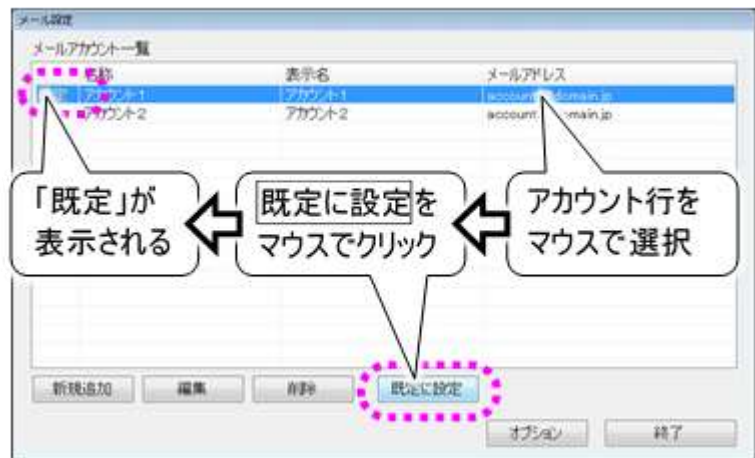 メール設定
メールアカウント一覧
名称 表示名 メールアドレス
アカウント1 アカウント1
アカウント2 アカウント2
「既定」が
表示される
既定に設定を
マウスでクリック
アカウント行を
マウスで選択
新規追加 編集 削除 既定に設定
オプション 終了